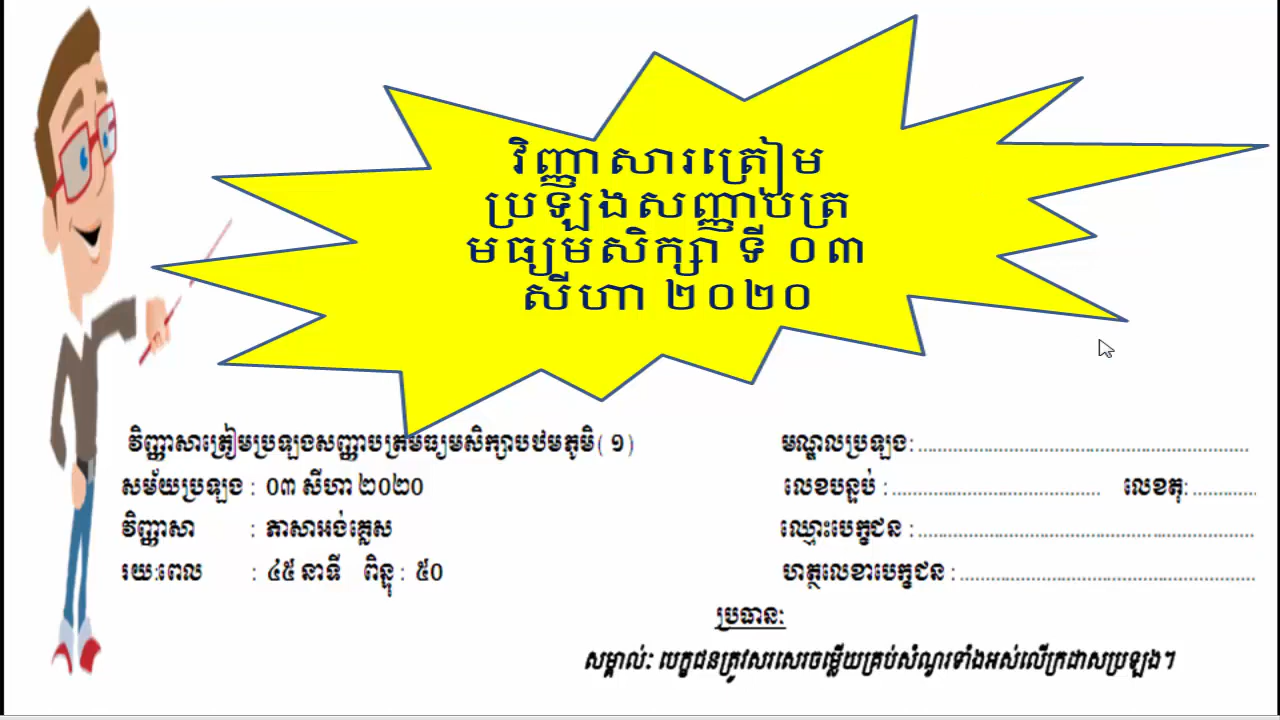 វិញ្ញាសារត្រៀម
ប្រឡងសញ្ញាបត្រ
មធ្យមសិក្សា ទី ០៣
សីហា ២០២០
វិញ្ញាសាត្រៀមប្រឡងសញ្ញាបត្រមធ្យមសិក្សាបឋមភូមិ( ១)
មណ្ឌលប្រឡង: ................................................................
សម័យប្រឡង : ០៣ សីហា ២០២០
លេខបន្ទប់ : ........................................ លេខតុ: ............
វិញ្ញាសា : ភាសាអង់គ្លេស
ឈ្មោះបេក្ខជន : ................................................................
រយៈពេល : ៤៥ នាទី ពិន្ទុ : ៥០
ហត្ថលេខាបេក្ខជន : ........................................................
ប្រធាន:
សម្គាល់: បេក្ខជនត្រូវសរសេរចម្លើយគ្រប់សំណួរទាំងអស់លើក្រដាសប្រឡង។